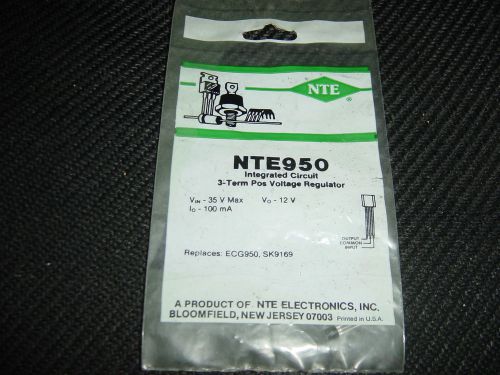 NTE
®
NTE950
Integrated Circuit
3-Term Pos Voltage Regulator
VIN - 35 V Max VO - 12 V
IO - 100 mA
OUTPUT
COMMON
INPUT
Replaces: ECG950, SK9169
A PRODUCT OF NTE ELECTRONICS, INC.
BLOOMFIELD, NEW JERSEY 07003 Printed in U.S.A.